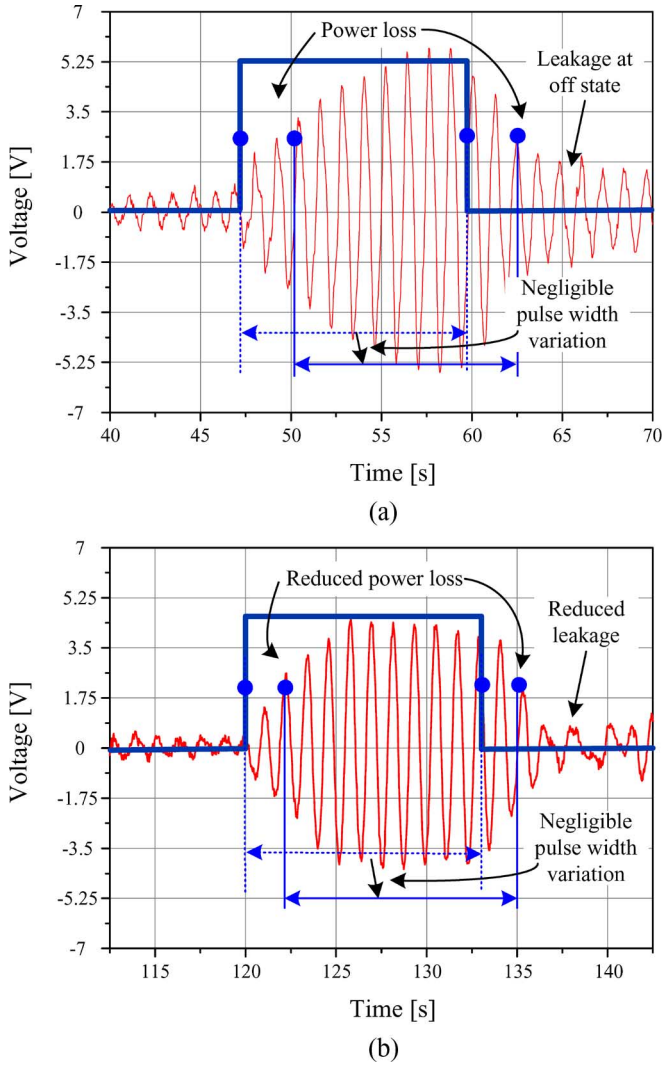 7
5.25
3.5
1.75
0
-1.75
-3.5
-5.25
-7
Voltage [V]
Power loss
Leakage at
off state
Negligible
pulse width
variation
40
45
50
55
60
65
70
Time [s]
(a)
7
5.25
3.5
1.75
0
-1.75
-3.5
-5.25
-7
Voltage [V]
Reduced power loss
Reduced
leakage
Negligible
pulse width
variation
115
120
125
130
135
140
Time [s]
(b)